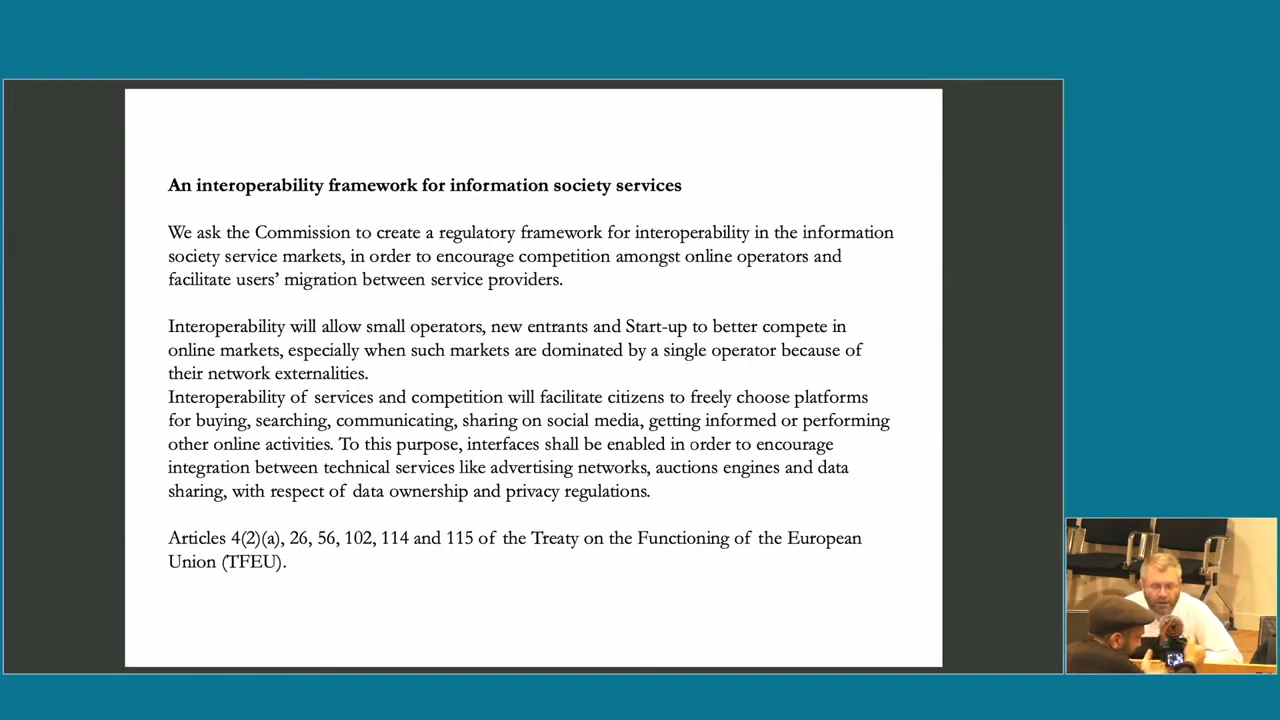 An interoperability framework for information society services
We ask the Commission to create a regulatory framework for interoperability in the information
society service markets, in order to encourage competition amongst online operators and
facilitate users’ migration between service providers.
Interoperability will allow small operators, new entrants and Start-up to better compete in
online markets, especially when such markets are dominated by a single operator because of
their network externalities.
Interoperability of services and competition will facilitate citizens to freely choose platforms
for buying, searching, communicating, sharing on social media, getting informed or performing
other online activities. To this purpose, interfaces shall be enabled in order to encourage
integration between technical services like advertising networks, auctions engines and data
sharing, with respect of data ownership and privacy regulations.
Articles 4(2)(a), 26, 56, 102, 114 and 115 of the Treaty on the Functioning of the European
Union (TFEU).